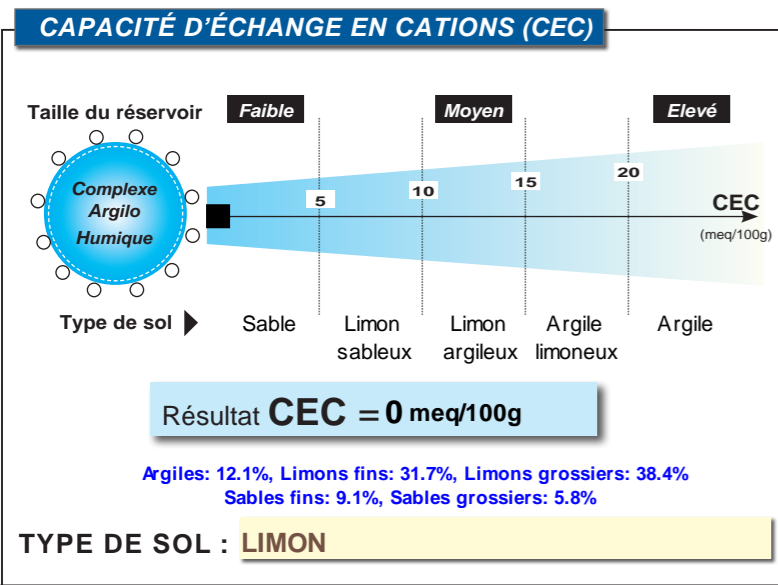 CAPACITÉ D'ÉCHANGE EN CATIONS (CEC)
Taille du réservoir
Faible
Moyen
Elevé
Complexe
Argilo
Humique
5
10
15
20
CEC
(meq/100g)
Type de sol
Sable
Limon
sableux
Limon
argileux
Argile
limoneux
Argile
Résultat CEC = 0 meq/100g
Argiles: 12.1%, Limons fins: 31.7%, Limons grossiers: 38.4%
Sables fins: 9.1%, Sables grossiers: 5.8%
TYPE DE SOL : LIMON